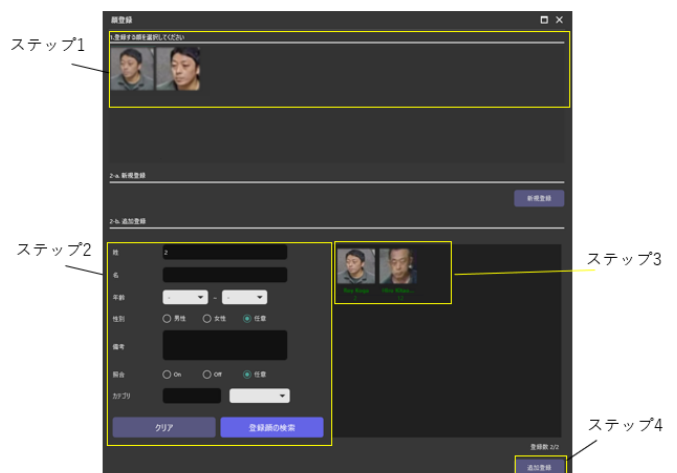 顔登録
ステップ1
1.登録する顔を選択してください
2-a. 新規登録
新規登録
2-b. 追加登録
ステップ2
姓
2
名
年齢
-
-
-
性別
男性
女性
任意
備考
照合
On
Off
任意
カテゴリ
クリア
登録顔の検索
ステップ3
ステップ4
登録数 2/2
追加登録